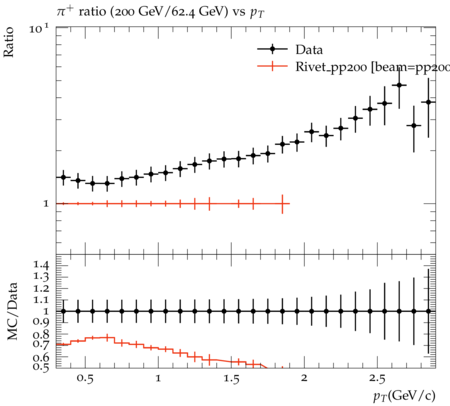 π⁺ ratio (200 GeV/62.4 GeV) vs p_T
Ratio
10¹
Data
Rivet_pp200 [beam=pp200
1
MC/Data
1.4
1.3
1.2
1.1
1
0.9
0.8
0.7
0.6
0.5
0.5 1 1.5 2 2.5
p_T(GeV/c)